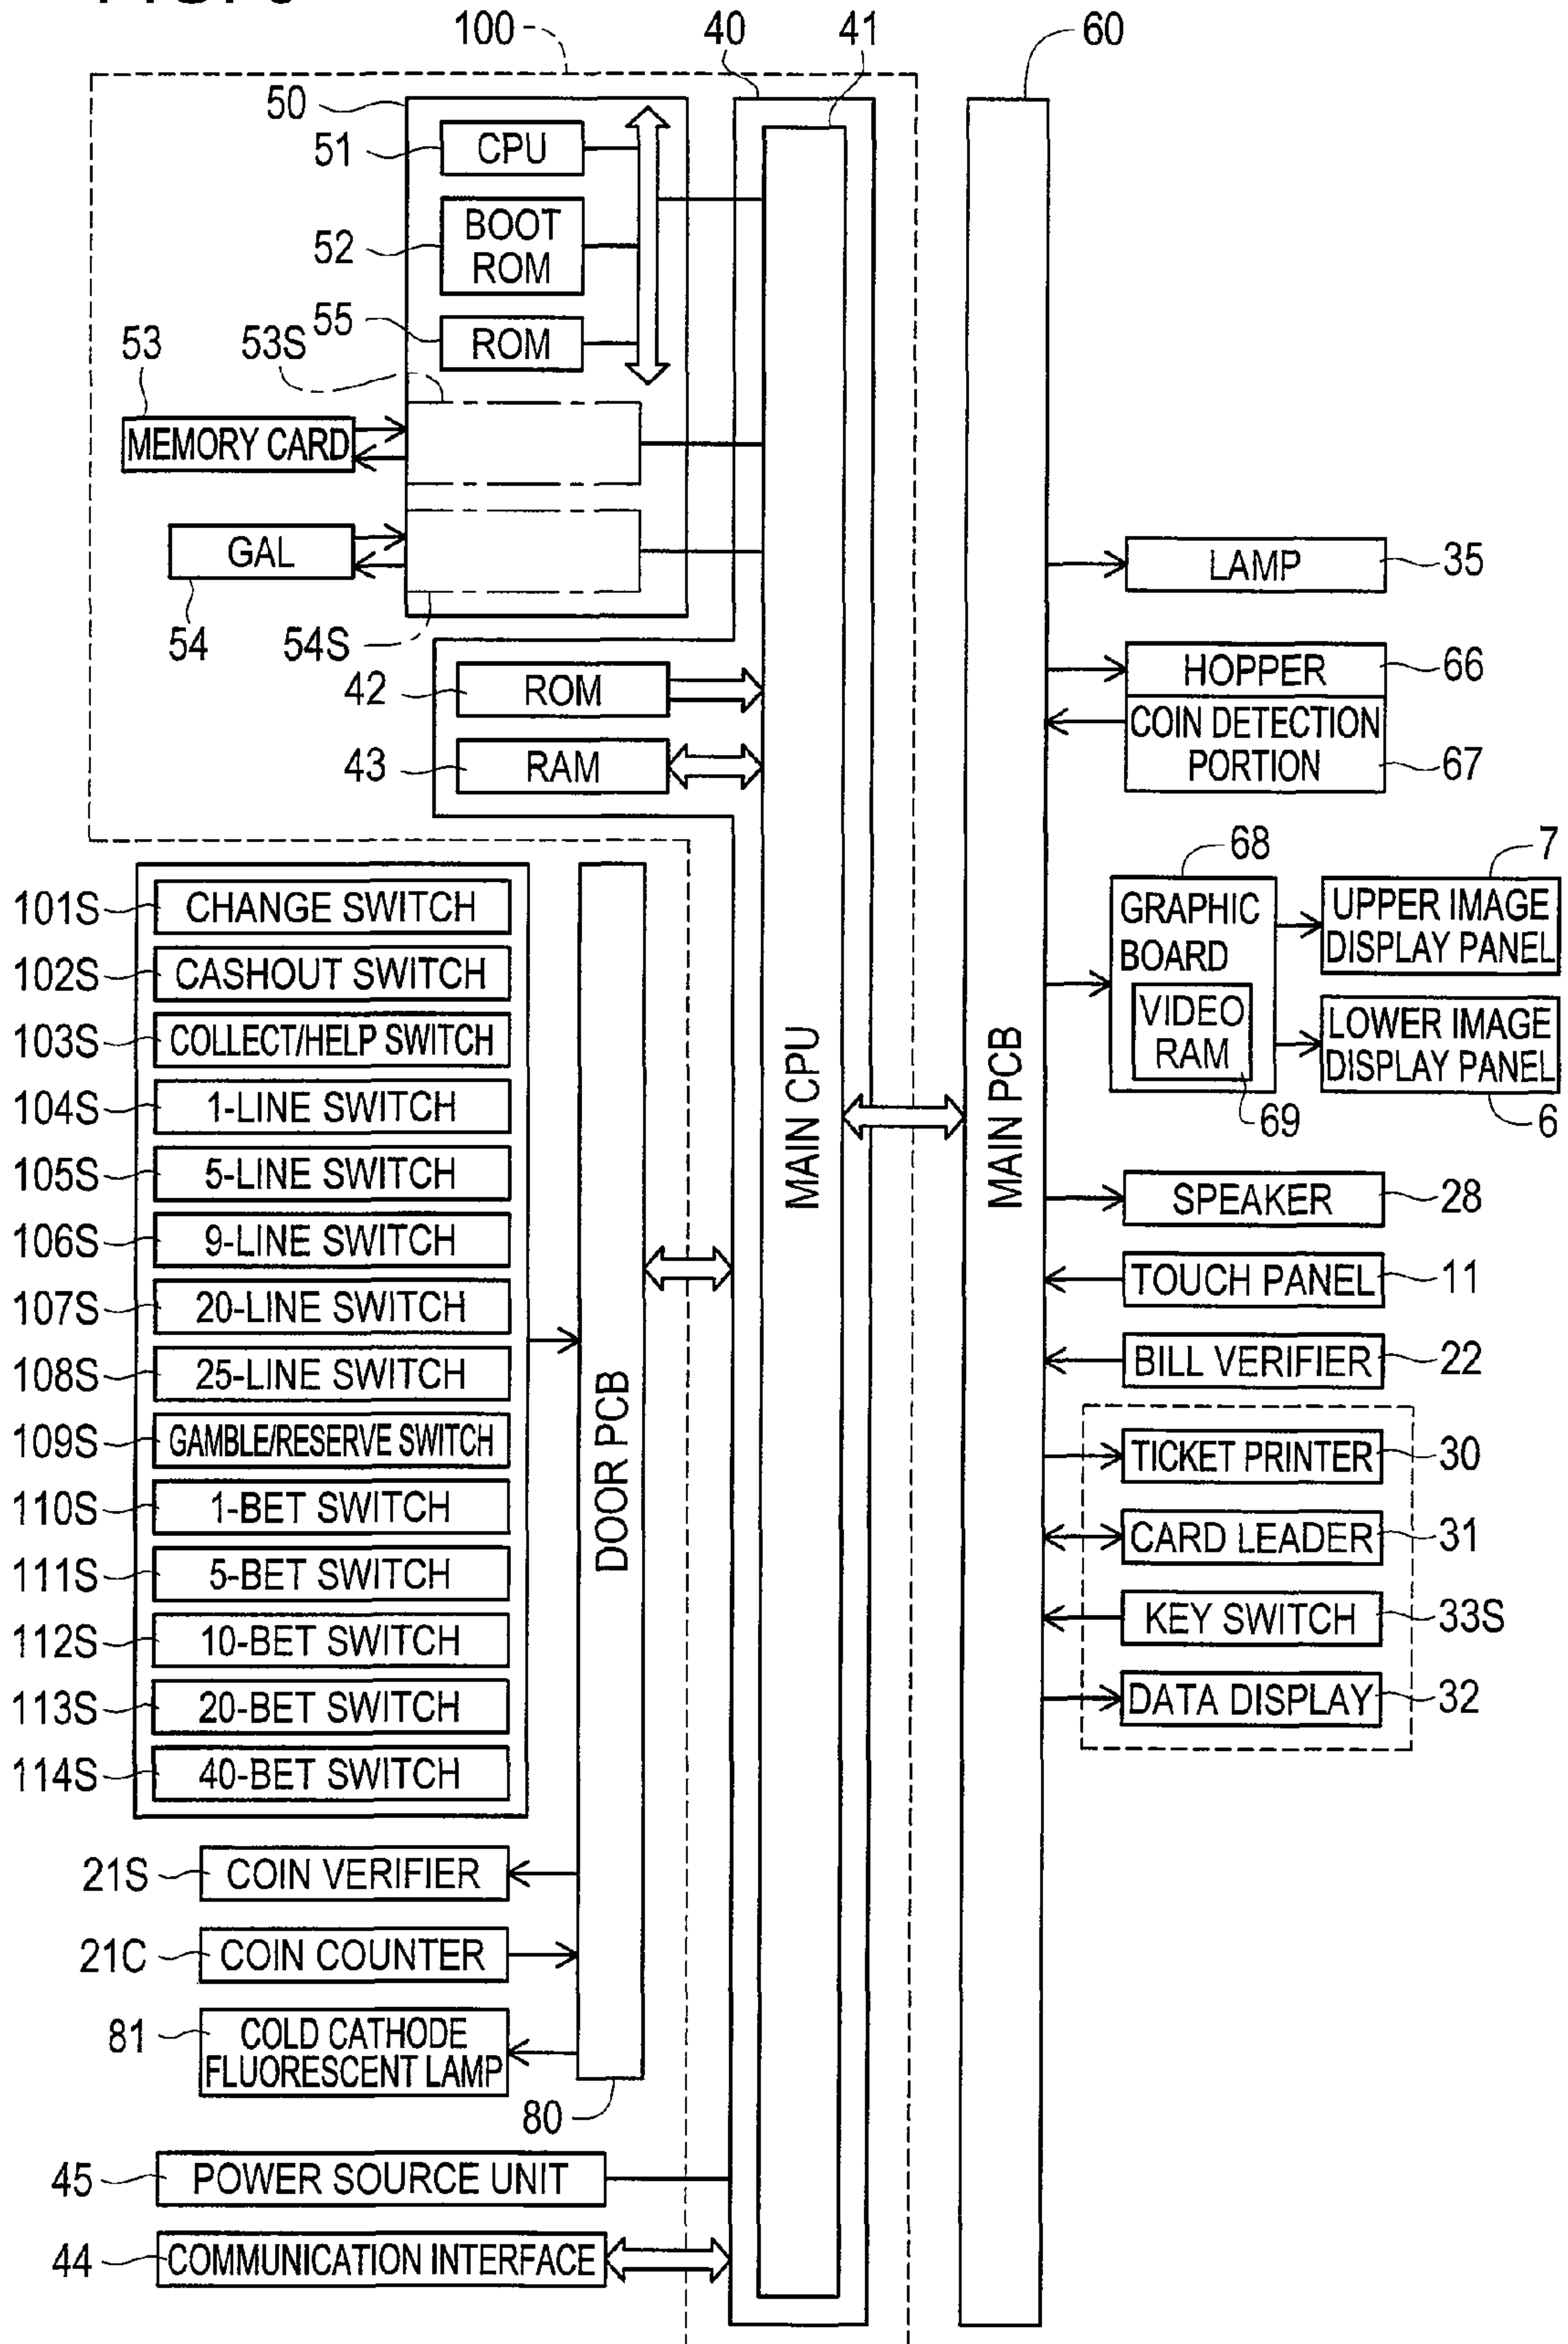 100
40
41
60
50
51
CPU
52
BOOT
ROM
55
ROM
53
53S
MEMORY CARD
GAL
54
54S
42
ROM
43
RAM
LAMP
35
HOPPER
66
COIN DETECTION
PORTION
67
68
7
GRAPHIC
BOARD
VIDEO
RAM
69
UPPER IMAGE
DISPLAY PANEL
LOWER IMAGE
DISPLAY PANEL
6
101S
CHANGE SWITCH
102S
CASHOUT SWITCH
103S
COLLECT/HELP SWITCH
104S
1-LINE SWITCH
105S
5-LINE SWITCH
106S
9-LINE SWITCH
107S
20-LINE SWITCH
108S
25-LINE SWITCH
109S
GAMBLE/RESERVE SWITCH
110S
1-BET SWITCH
111S
5-BET SWITCH
112S
10-BET SWITCH
113S
20-BET SWITCH
114S
40-BET SWITCH
DOOR PCB
MAIN CPU
MAIN PCB
SPEAKER
28
TOUCH PANEL
11
BILL VERIFIER
22
TICKET PRINTER
30
CARD LEADER
31
KEY SWITCH
33S
DATA DISPLAY
32
21S
COIN VERIFIER
21C
COIN COUNTER
81
COLD CATHODE
FLUORESCENT LAMP
80
45
POWER SOURCE UNIT
44
COMMUNICATION INTERFACE